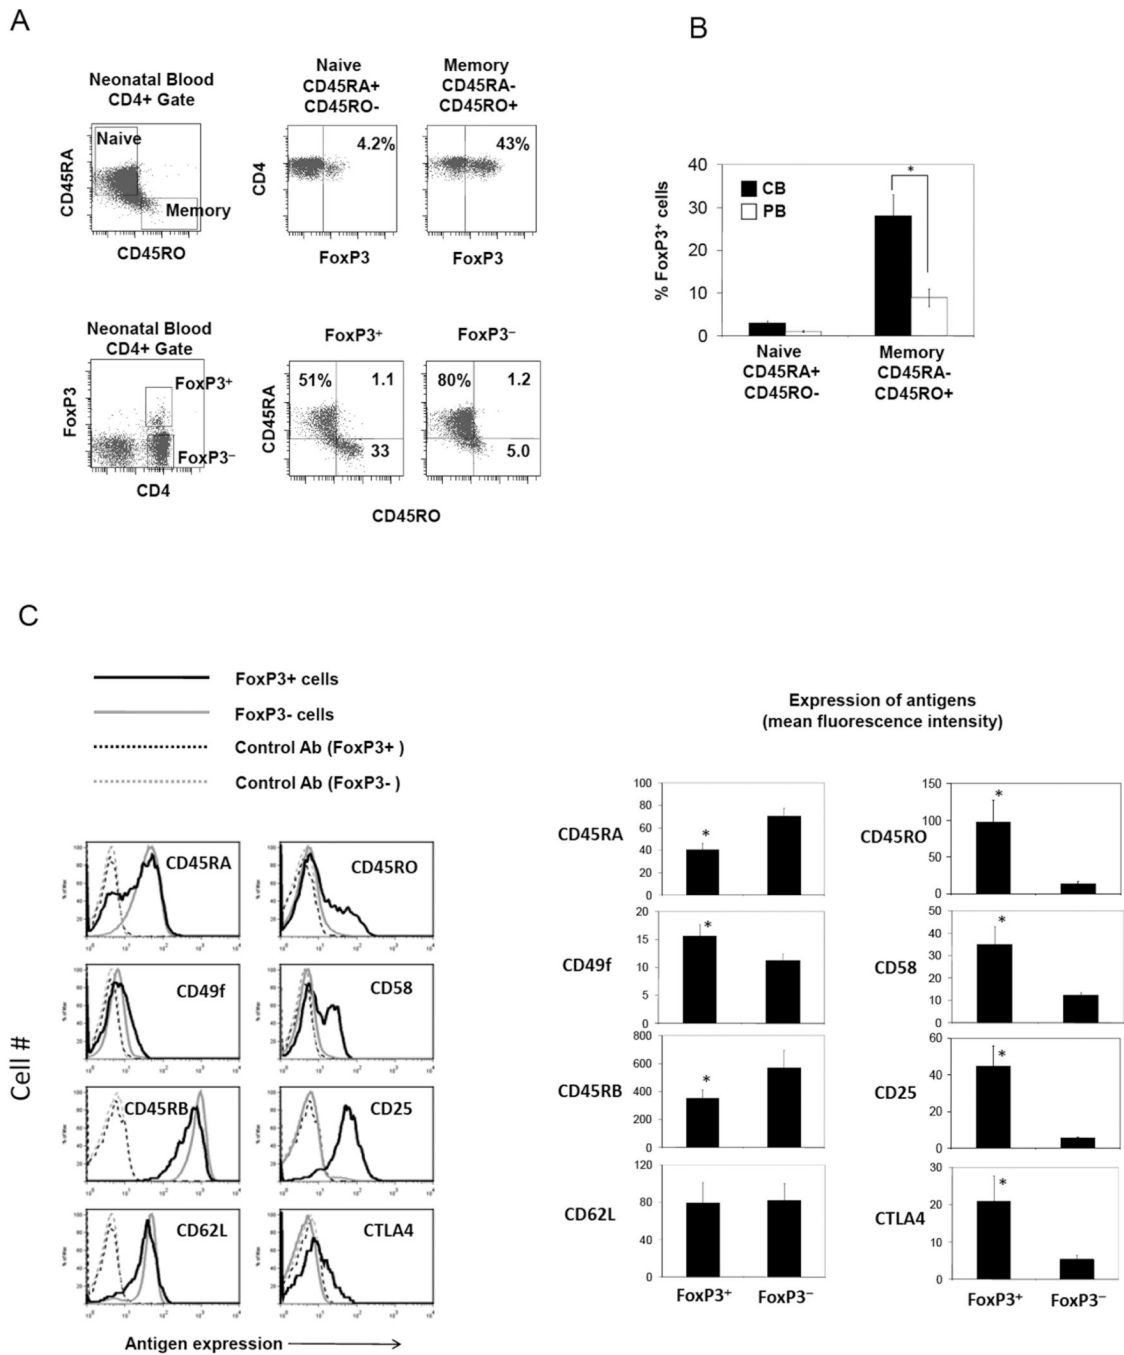 A
Neonatal Blood
CD4+ Gate
Naive
Memory
CD45RA
CD45RO
Naive
CD45RA+
CD45RO-
Memory
CD45RA-
CD45RO+
4.2%
43%
CD4
FoxP3
FoxP3
Neonatal Blood
CD4+ Gate
FoxP3+
FoxP3–
FoxP3
CD4
FoxP3+
FoxP3–
51%
1.1
33
80%
1.2
5.0
CD45RA
CD45RO
B
% FoxP3+ cells
40
30
20
10
0
CB
PB
*
Naive
CD45RA+
CD45RO-
Memory
CD45RA-
CD45RO+
C
FoxP3+ cells
FoxP3- cells
Control Ab (FoxP3+ )
Control Ab (FoxP3- )
Cell #
CD45RA
CD45RO
CD49f
CD58
CD45RB
CD25
CD62L
CTLA4
Antigen expression
Expression of antigens
(mean fluorescence intensity)
CD45RA
100
80
60
40
20
0
*
CD45RO
150
100
50
0
*
CD49f
20
15
10
5
0
*
CD58
50
40
30
20
10
0
*
CD45RB
800
600
400
200
0
*
CD25
60
40
20
0
*
CD62L
120
80
40
0
FoxP3+
FoxP3–
CTLA4
30
20
10
0
*
FoxP3+
FoxP3–